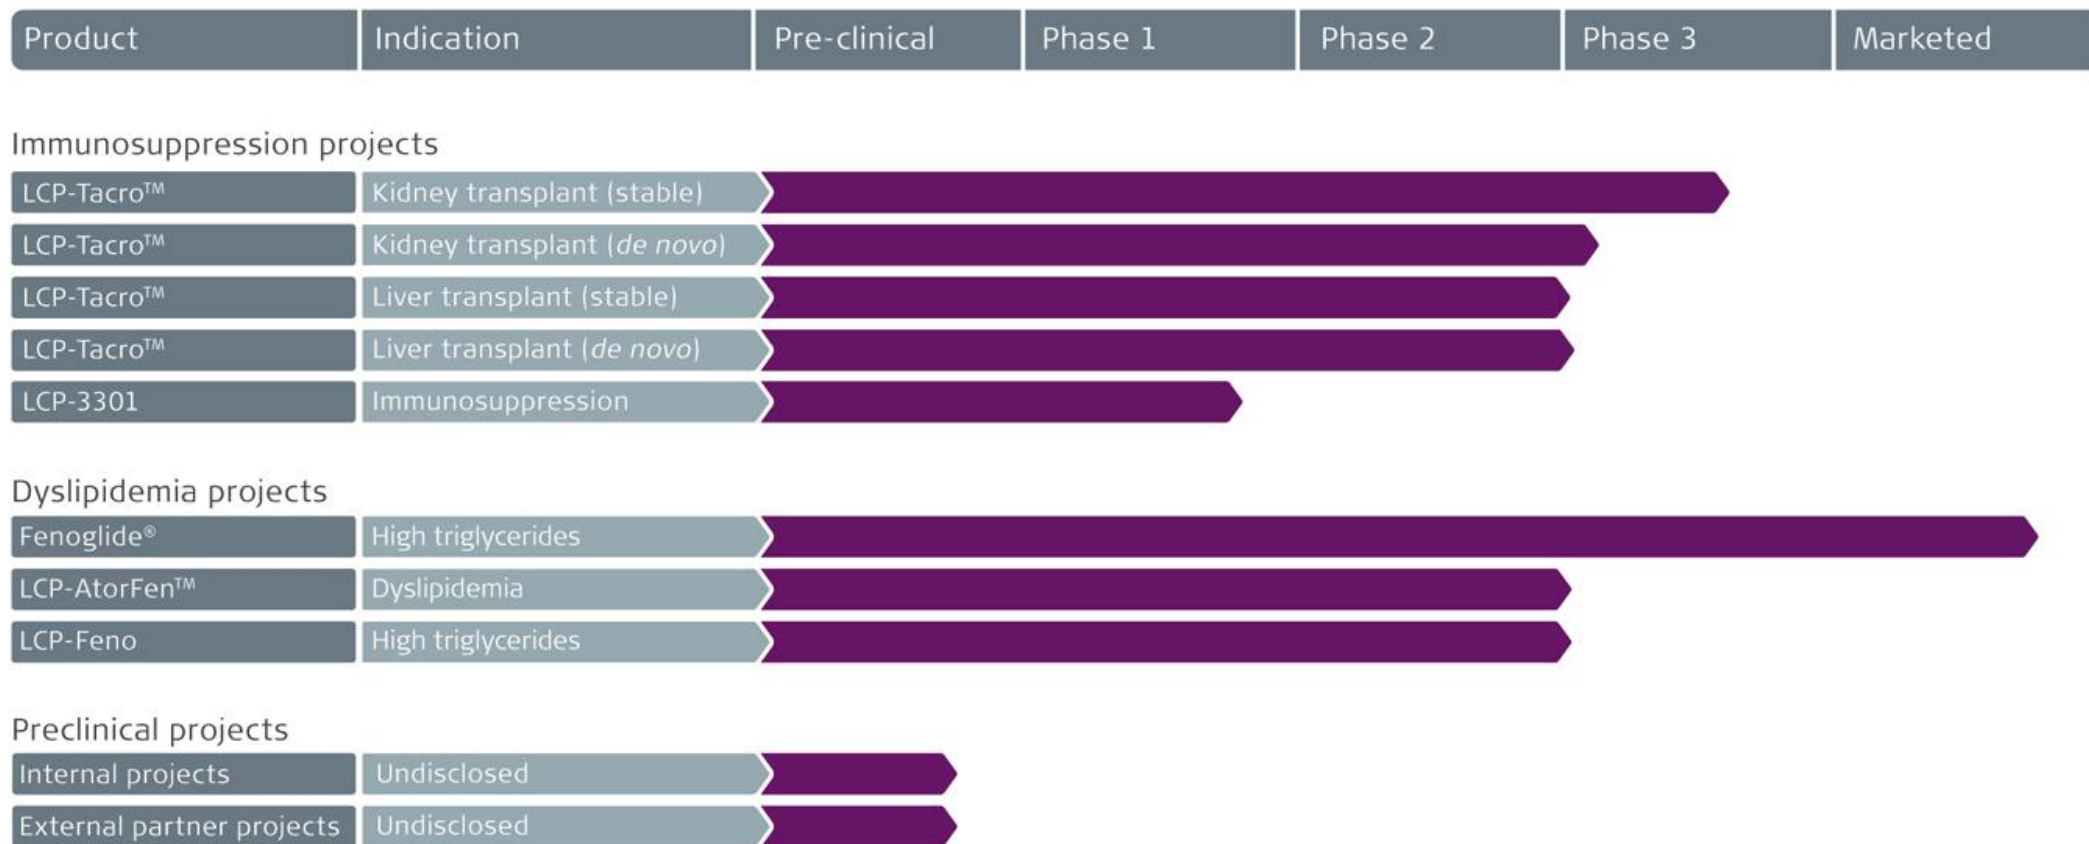 Product Indication Pre-clinical Phase 1 Phase 2 Phase 3 Marketed
Immunosuppression projects
LCP-Tacro™ Kidney transplant (stable)
LCP-Tacro™ Kidney transplant (de novo)
LCP-Tacro™ Liver transplant (stable)
LCP-Tacro™ Liver transplant (de novo)
LCP-3301 Immunosuppression
Dyslipidemia projects
Fenoglide® High triglycerides
LCP-AtorFen™ Dyslipidemia
LCP-Feno High triglycerides
Preclinical projects
Internal projects Undisclosed
External partner projects Undisclosed